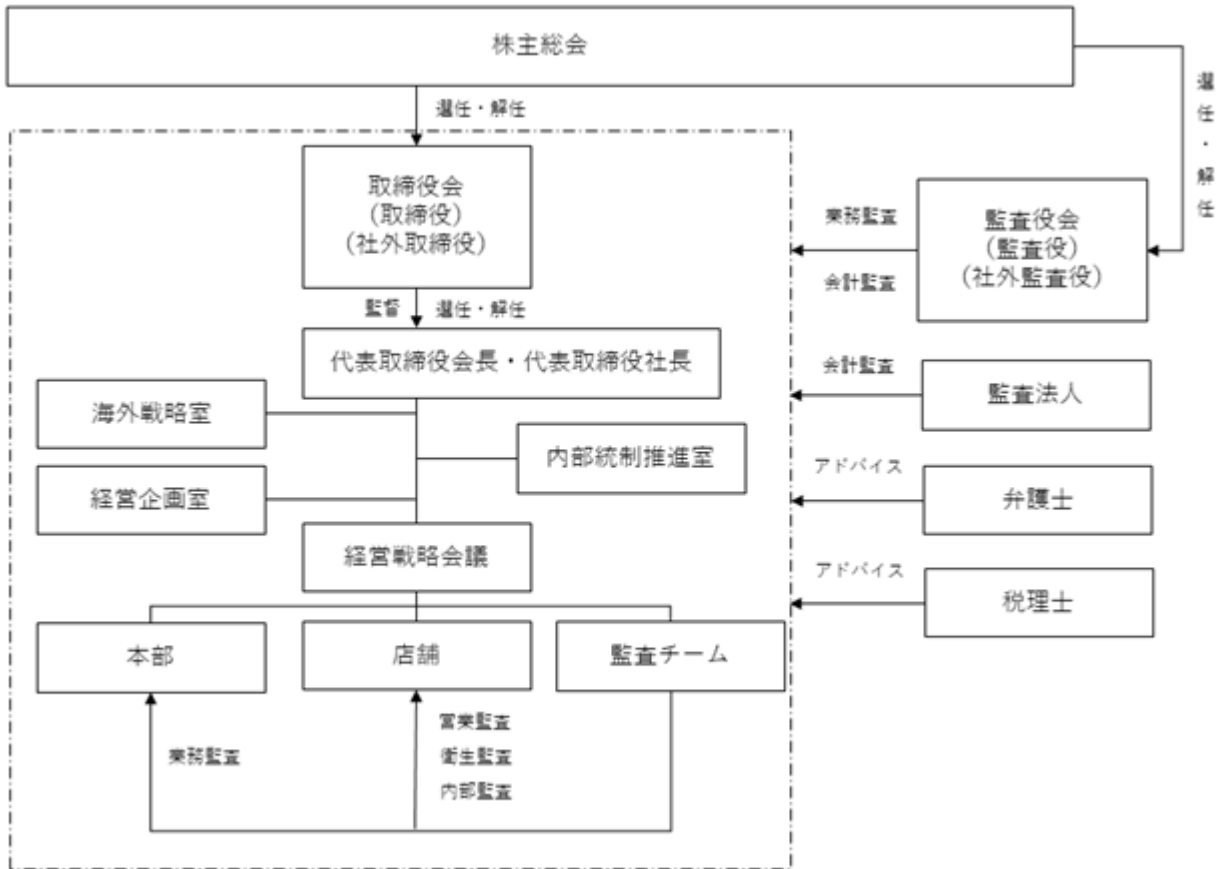 株主総会
選任・解任
選任・解任
取締役会
(取締役)
(社外取締役)
業務監査
会計監査
監査役会
(監査役)
(社外監査役)
監督
選任・解任
代表取締役会長・代表取締役社長
会計監査
監査法人
海外戦略室
内部統制推進室
経営企画室
アドバイス
弁護士
経営戦略会議
アドバイス
税理士
本部
店舗
監査チーム
業務監査
営業監査
衛生監査
内部監査